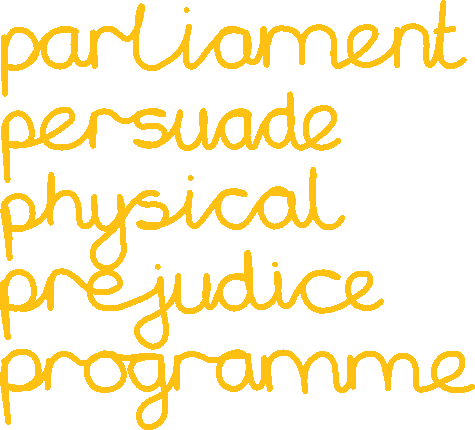 parliament
persuade
physical
prejudice
programme